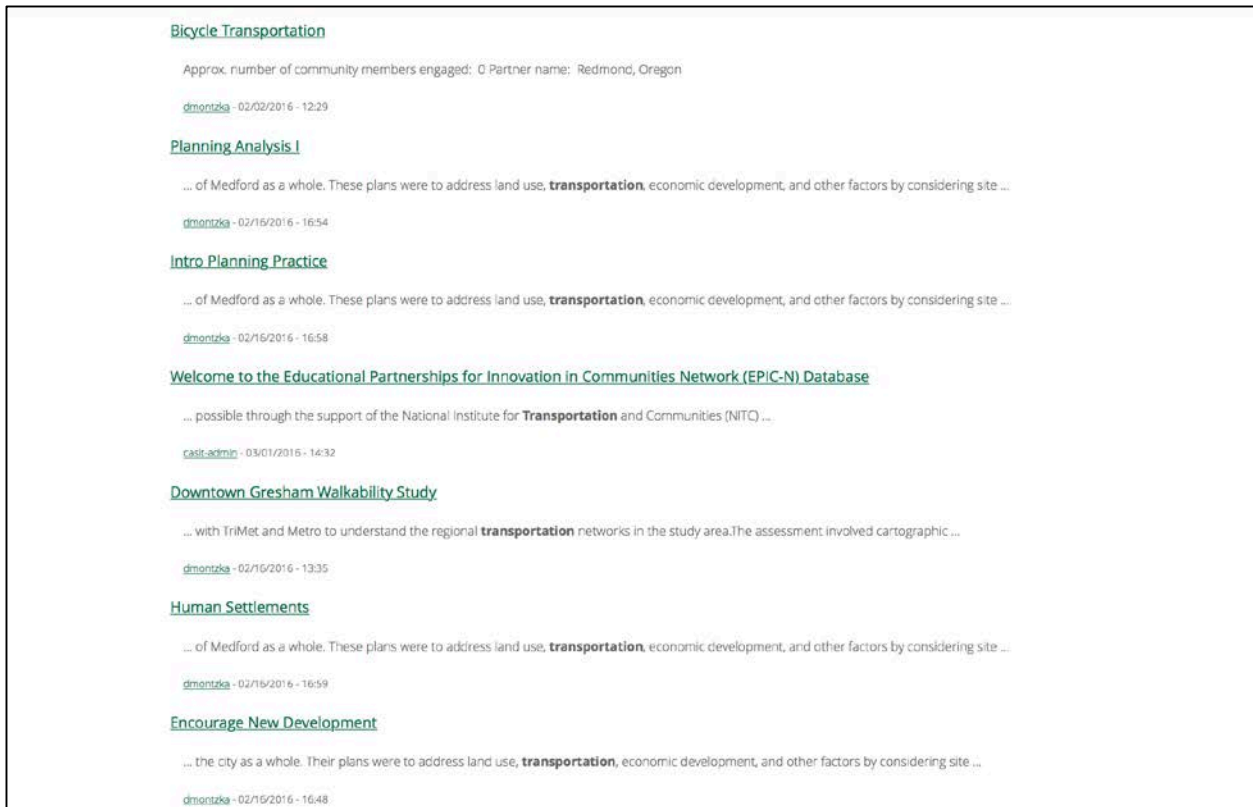 Bicycle Transportation
Approx. number of community members engaged: 0 Partner name: Redmond, Oregon
dmontzka - 02/02/2016 - 12:29
Planning Analysis I
... of Medford as a whole. These plans were to address land use, transportation, economic development, and other factors by considering site ...
dmontzka - 02/16/2016 - 16:54
Intro Planning Practice
... of Medford as a whole. These plans were to address land use, transportation, economic development, and other factors by considering site ...
dmontzka - 02/16/2016 - 16:58
Welcome to the Educational Partnerships for Innovation in Communities Network (EPIC-N) Database
... possible through the support of the National Institute for Transportation and Communities (NITC) ...
casit-admin - 03/01/2016 - 14:32
Downtown Gresham Walkability Study
... with TriMet and Metro to understand the regional transportation networks in the study area.The assessment involved cartographic ...
dmontzka - 02/16/2016 - 13:35
Human Settlements
... of Medford as a whole. These plans were to address land use, transportation, economic development, and other factors by considering site ...
dmontzka - 02/16/2016 - 16:59
Encourage New Development
... the city as a whole. Their plans were to address land use, transportation, economic development, and other factors by considering site ...
dmontzka - 02/16/2016 - 16:48